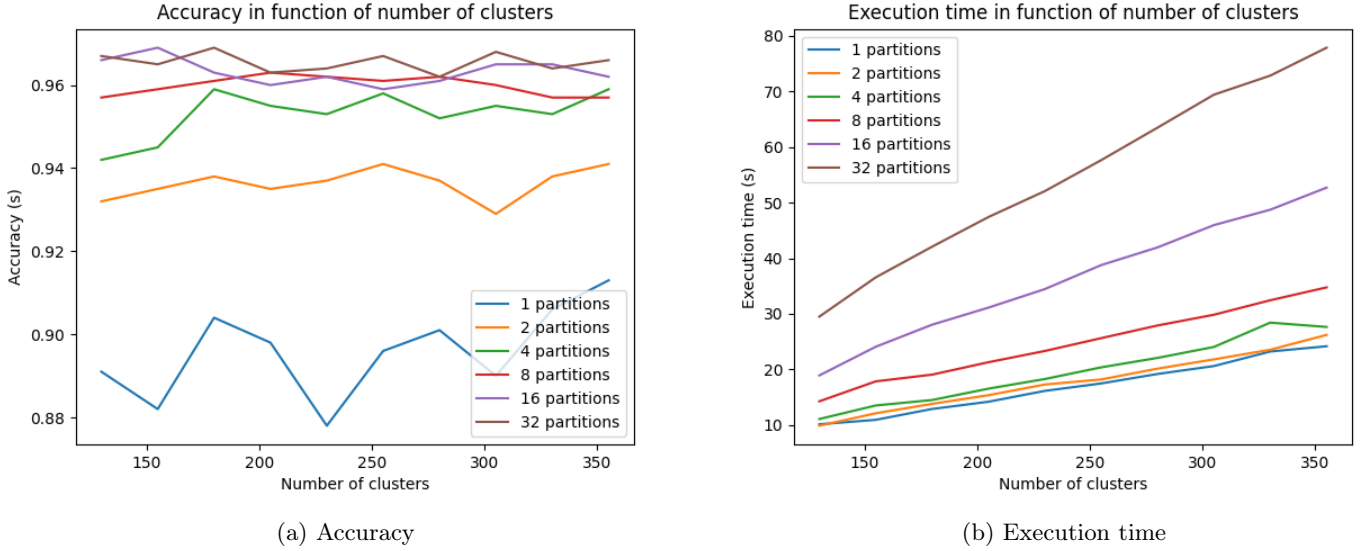 Accuracy in function of number of clusters
Accuracy (s)
0.96
0.94
0.92
0.90
0.88
1 partitions
2 partitions
4 partitions
8 partitions
16 partitions
32 partitions
150
200
250
300
350
Number of clusters
(a) Accuracy
Execution time in function of number of clusters
Execution time (s)
80
70
60
50
40
30
20
10
1 partitions
2 partitions
4 partitions
8 partitions
16 partitions
32 partitions
150
200
250
300
350
Number of clusters
(b) Execution time